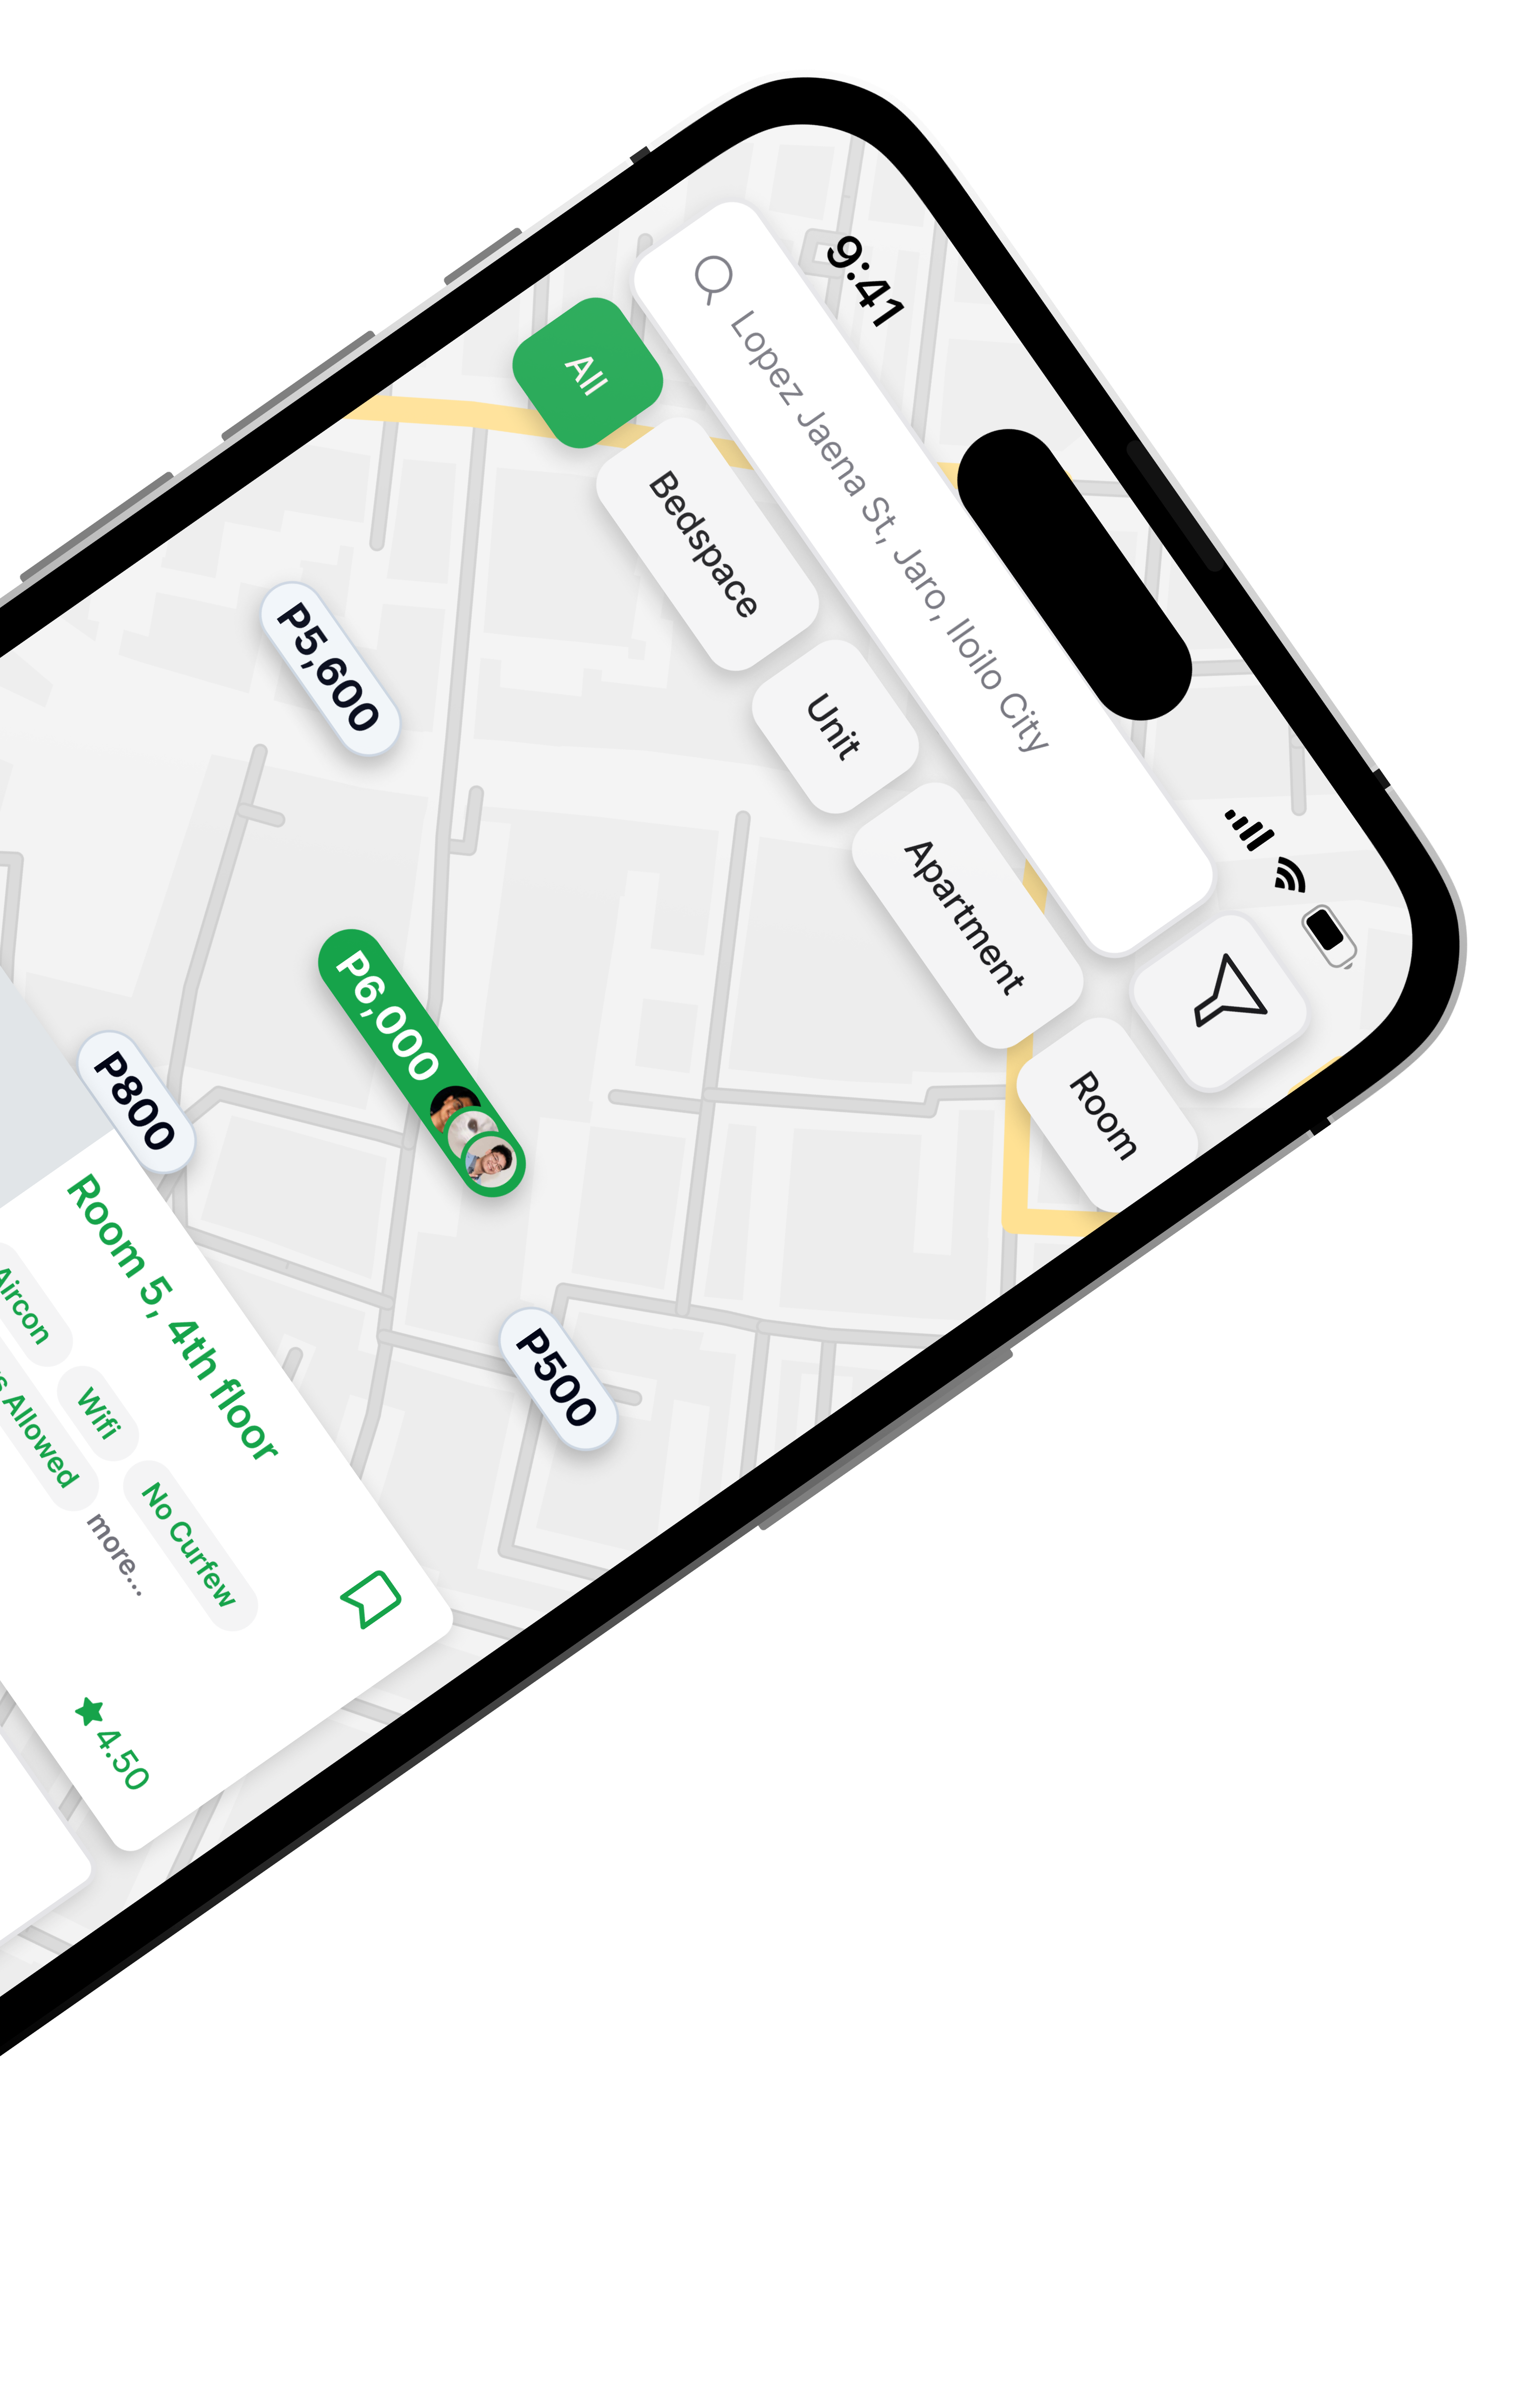 9:41
Lopez Jaena St, Jaro, Iloilo City
All
Bedspace
Unit
Apartment
Room
P5,600
P6,000
P800
P500
Room 5, 4th floor
Aircon
Wifi
No Curfew
Allowed
more...
4.50